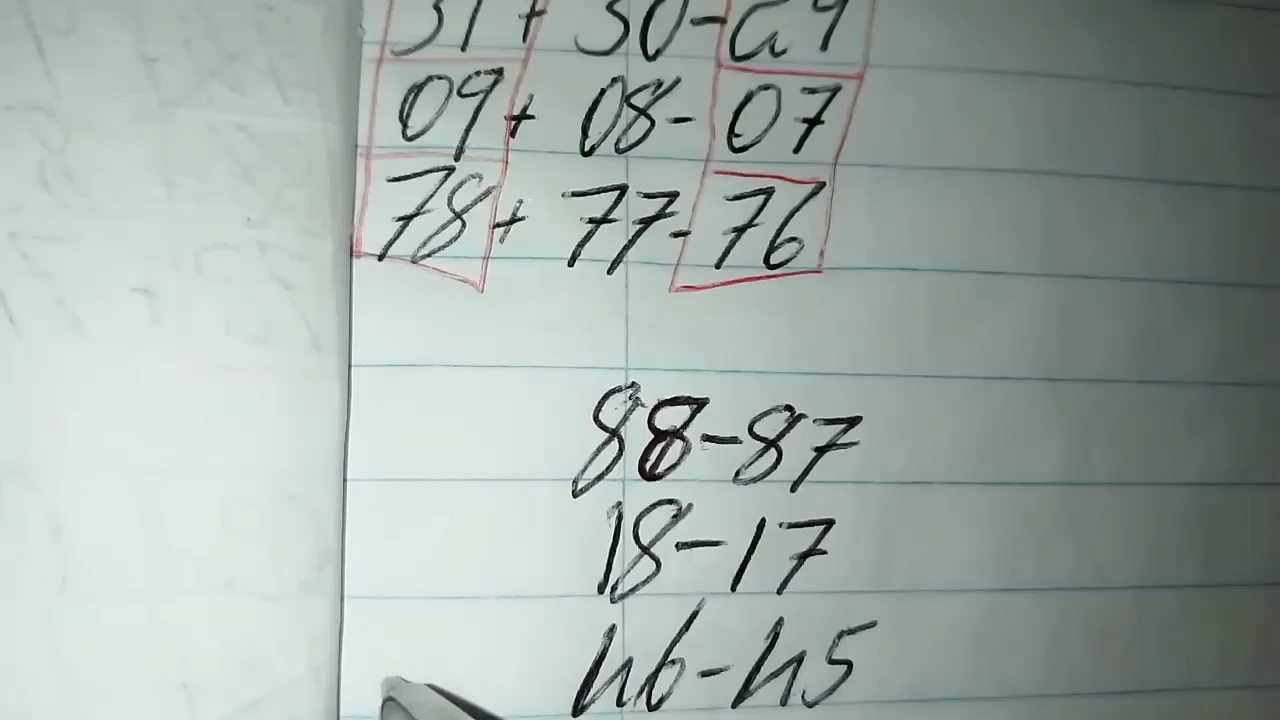 31 + 30 - 29
09 + 08 - 07
78 + 77 - 76
88 - 87
18 - 17
46 - 45